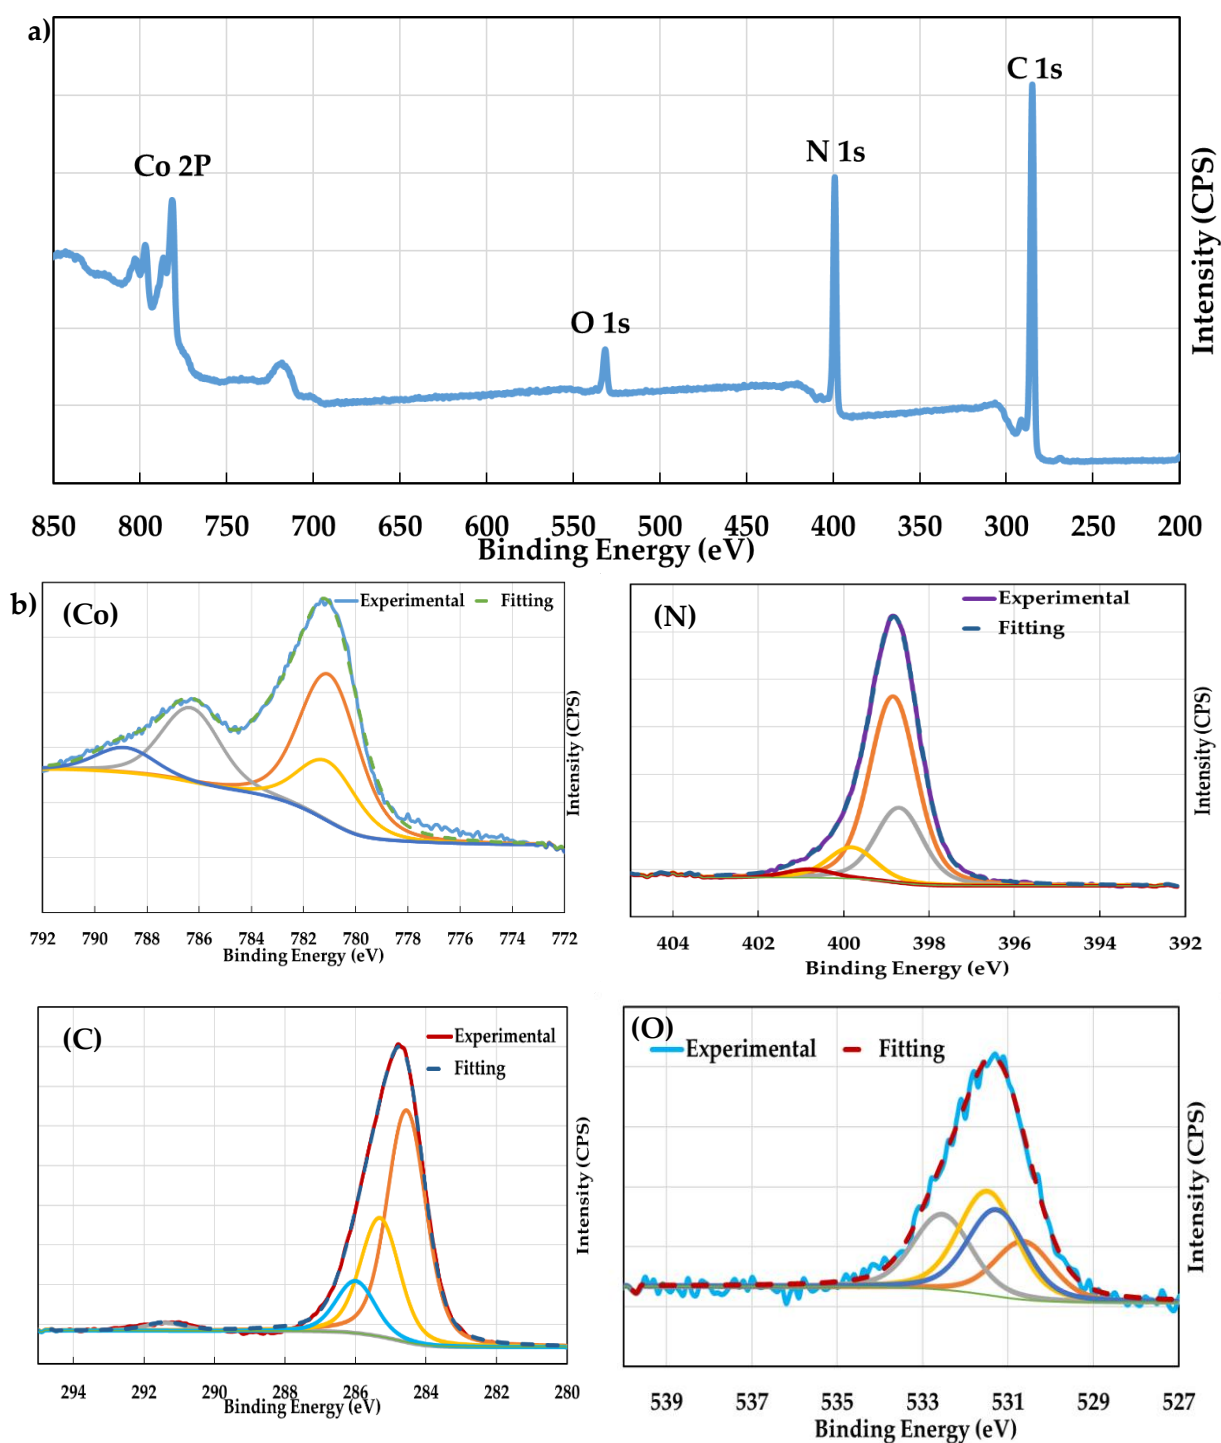 a)
C 1s
N 1s
Co 2P
O 1s
Intensity (CPS)
850 800 750 700 650 600 550 500 450 400 350 300 250 200
Binding Energy (eV)
b)
(Co)
Experimental Fitting
Intensity (CPS)
792 790 788 786 784 782 780 778 776 774 772
Binding Energy (eV)
(N)
Experimental
Fitting
Intensity (CPS)
404 402 400 398 396 394 392
Binding Energy (eV)
(C)
Experimental
Fitting
Intensity (CPS)
294 292 290 288 286 284 282 280
Binding Energy (eV)
(O)
Experimental Fitting
Intensity (CPS)
539 537 535 533 531 529 527
Binding Energy (eV)